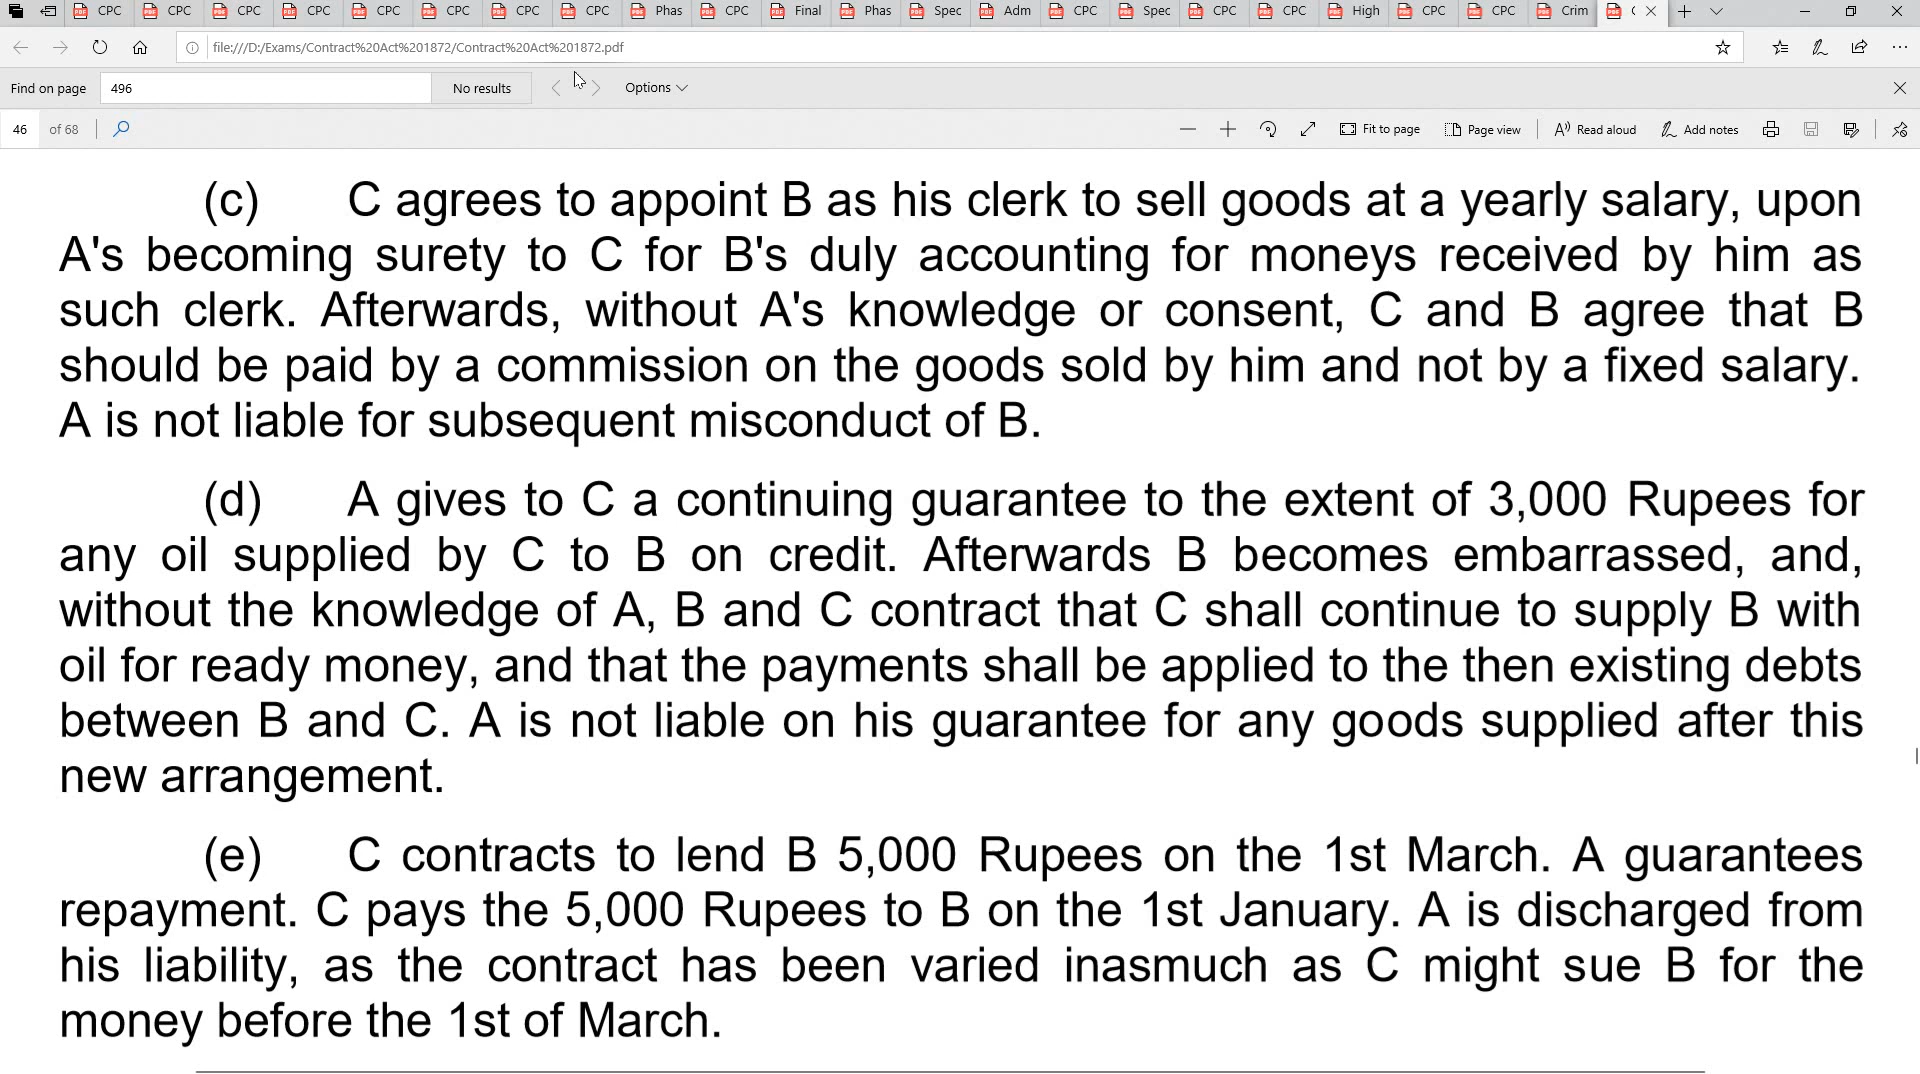 CPC CPC CPC CPC CPC CPC CPC CPC Phas CPC Final Phas Spec Adm CPC Spec CPC CPC High CPC CPC Crim
file:///D:/Exams/Contract%20Act%201872/Contract%20Act%201872.pdf
Find on page 496 No results Options
46 of 68 Fit to page Page view Read aloud Add notes
(c) C agrees to appoint B as his clerk to sell goods at a yearly salary, upon
A's becoming surety to C for B's duly accounting for moneys received by him as
such clerk. Afterwards, without A's knowledge or consent, C and B agree that B
should be paid by a commission on the goods sold by him and not by a fixed salary.
A is not liable for subsequent misconduct of B.
(d) A gives to C a continuing guarantee to the extent of 3,000 Rupees for
any oil supplied by C to B on credit. Afterwards B becomes embarrassed, and,
without the knowledge of A, B and C contract that C shall continue to supply B with
oil for ready money, and that the payments shall be applied to the then existing debts
between B and C. A is not liable on his guarantee for any goods supplied after this
new arrangement.
(e) C contracts to lend B 5,000 Rupees on the 1st March. A guarantees
repayment. C pays the 5,000 Rupees to B on the 1st January. A is discharged from
his liability, as the contract has been varied inasmuch as C might sue B for the
money before the 1st of March.